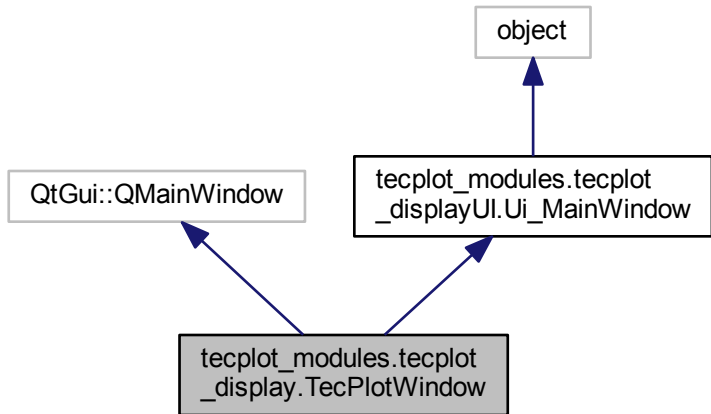 object
QtGui::QMainWindow
tecplot_modules.tecplot
_displayUI.Ui_MainWindow
tecplot_modules.tecplot
_display.TecPlotWindow